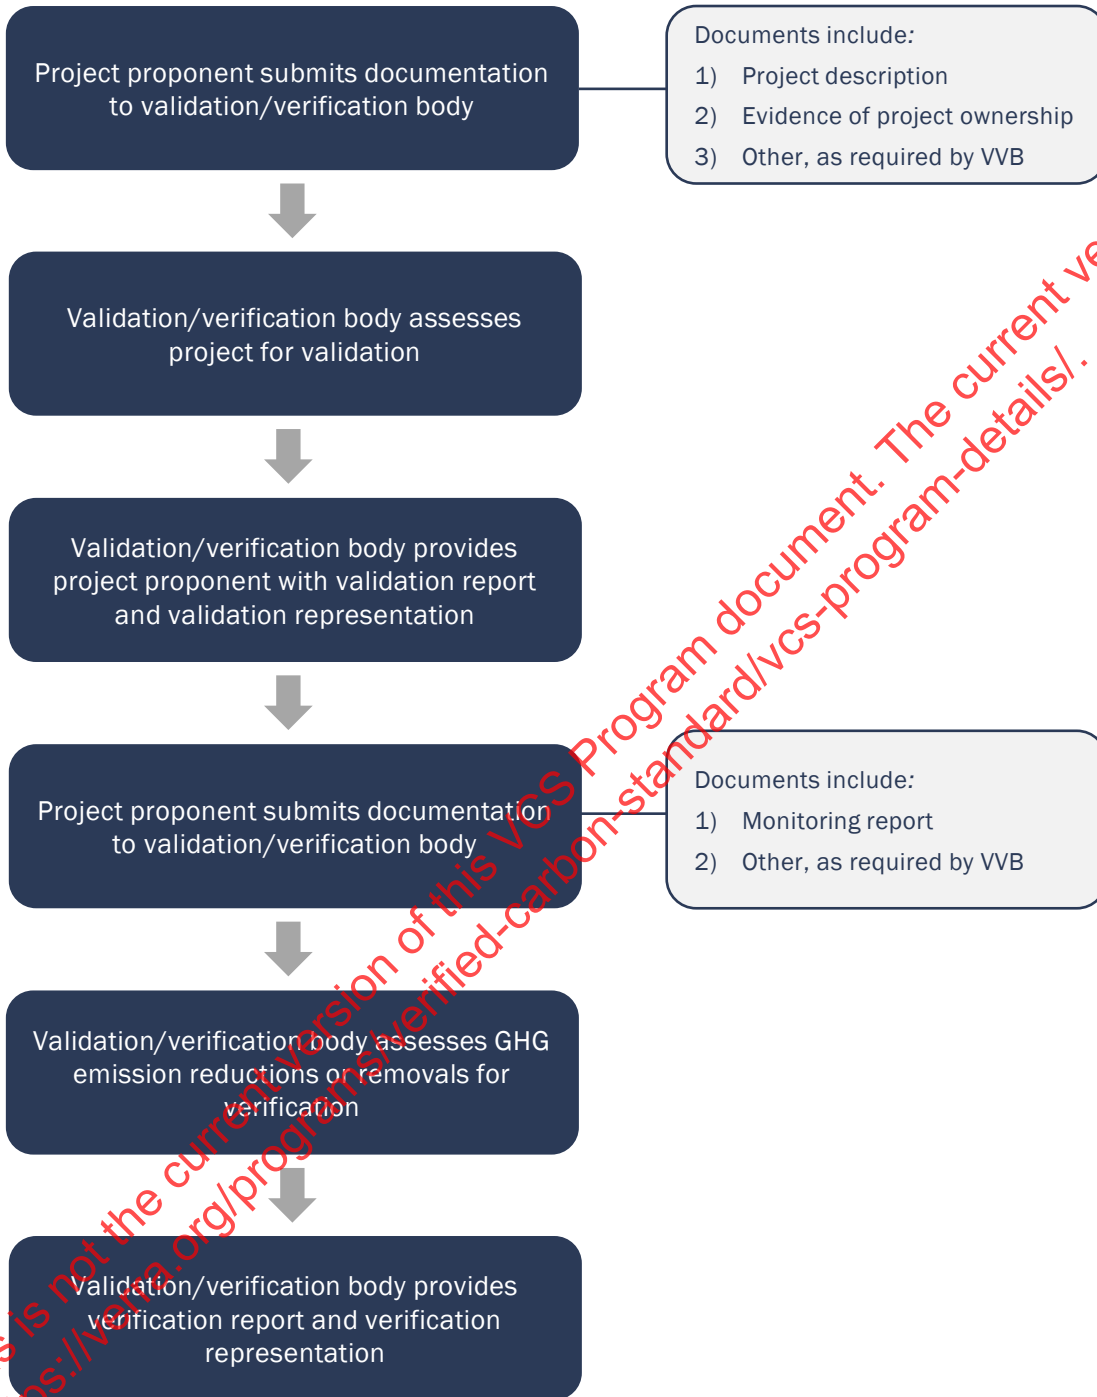 Project proponent submits documentation
to validation/verification body
Documents include:
1) Project description
2) Evidence of project ownership
3) Other, as required by VVB
Validation/verification body assesses
project for validation
Validation/verification body provides
project proponent with validation report
and validation representation
Project proponent submits documentation
to validation/verification body
Documents include:
1) Monitoring report
2) Other, as required by VVB
Validation/verification body assesses GHG
emission reductions or removals for
verification
Validation/verification body provides
verification report and verification
representation
is not the current version of this VCS Program document. The current
://verra.org/programs/verified-carbon-standard/vcs-program-details/.